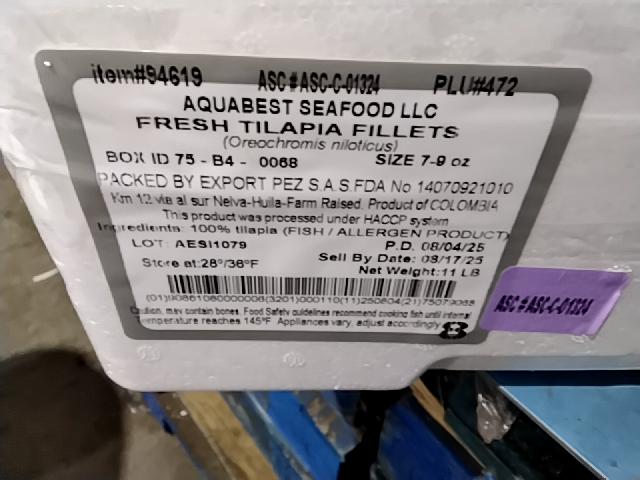 item#94619 ASC#ASC-C-01324 PLU#472
AQUABEST SEAFOOD LLC
FRESH TILAPIA FILLETS
(Oreochromis niloticus)
BOX ID 75 - B4 - 0068 SIZE 7-9 oz
PACKED BY EXPORT PEZ S.A.S.FDA No 14070921010
Km 12 via al sur Neiva-Huila-Farm Raised. Product of COLOMBIA
This product was processed under HACCP system
Ingredients: 100% tilapia (FISH / ALLERGEN PRODUCT)
LOT: AESI1079 P.D. 08/04/25
Sell By Date: 08/17/25
Store at:28°/36°F Net Weight:11 LB
(3201)000110(11)250804(21)75079068
Caution, may contain bones. Food Safety guidelines recommend cooking fish until internal
temperature reaches 145°F. Appliances vary, adjust accordingly
8
ASC#ASC-C-01324